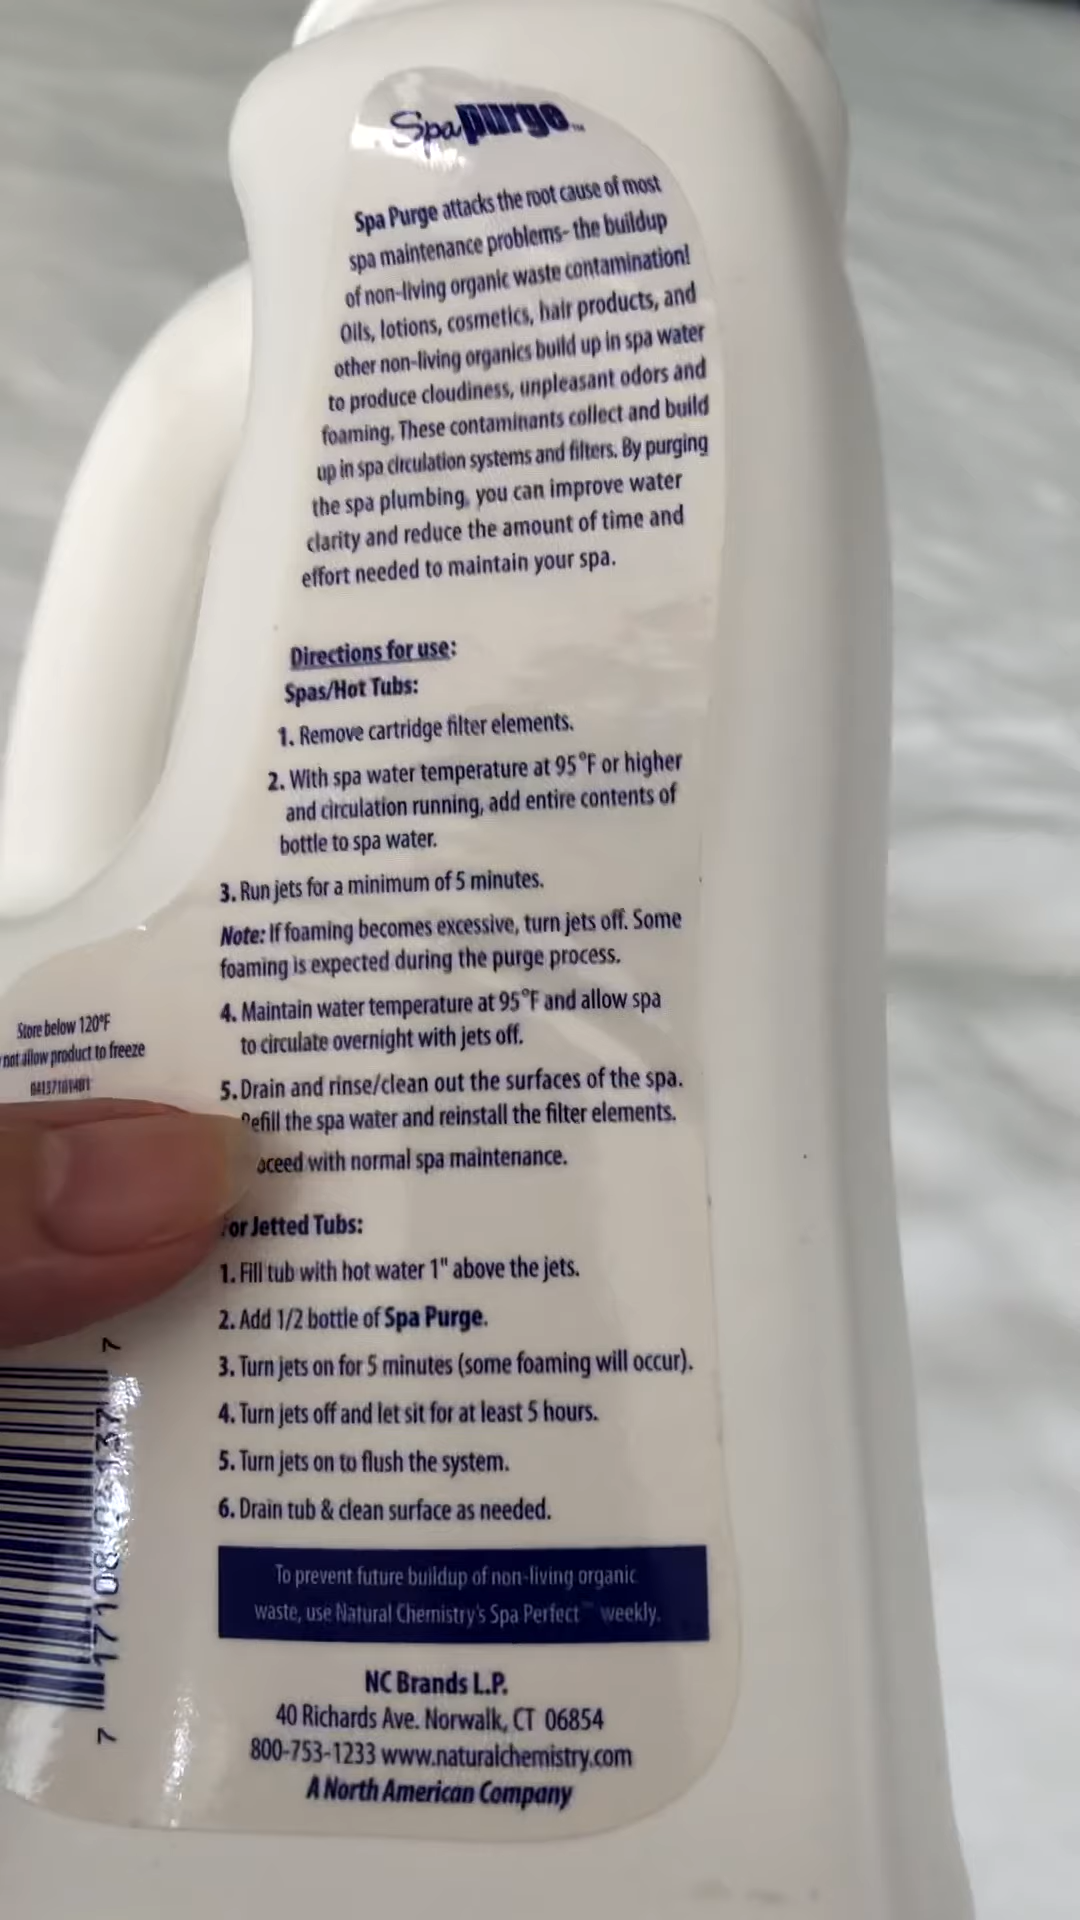 Spa purge™
Spa Purge attacks the root cause of most
spa maintenance problems- the buildup
of non-living organic waste contamination!
Oils, lotions, cosmetics, hair products, and
other non-living organics build up in spa water
to produce cloudiness, unpleasant odors and
foaming. These contaminants collect and build
up in spa circulation systems and filters. By purging
the spa plumbing, you can improve water
clarity and reduce the amount of time and
effort needed to maintain your spa.
Directions for use:
Spas/Hot Tubs:
1. Remove cartridge filter elements.
2. With spa water temperature at 95°F or higher
and circulation running, add entire contents of
bottle to spa water.
3. Run jets for a minimum of 5 minutes.
Note: If foaming becomes excessive, turn jets off. Some
foaming is expected during the purge process.
4. Maintain water temperature at 95°F and allow spa
to circulate overnight with jets off.
5. Drain and rinse/clean out the surfaces of the spa.
efill the spa water and reinstall the filter elements.
oceed with normal spa maintenance.
or Jetted Tubs:
1. Fill tub with hot water 1" above the jets.
2. Add 1/2 bottle of Spa Purge.
3. Turn jets on for 5 minutes (some foaming will occur).
4. Turn jets off and let sit for at least 5 hours.
5. Turn jets on to flush the system.
6. Drain tub & clean surface as needed.
To prevent future buildup of non-living organic
waste, use Natural Chemistry's Spa Perfect™ weekly.
NC Brands L.P.
40 Richards Ave. Norwalk, CT 06854
800-753-1233 www.naturalchemistry.com
A North American Company
Store below 120°F
not allow product to freeze